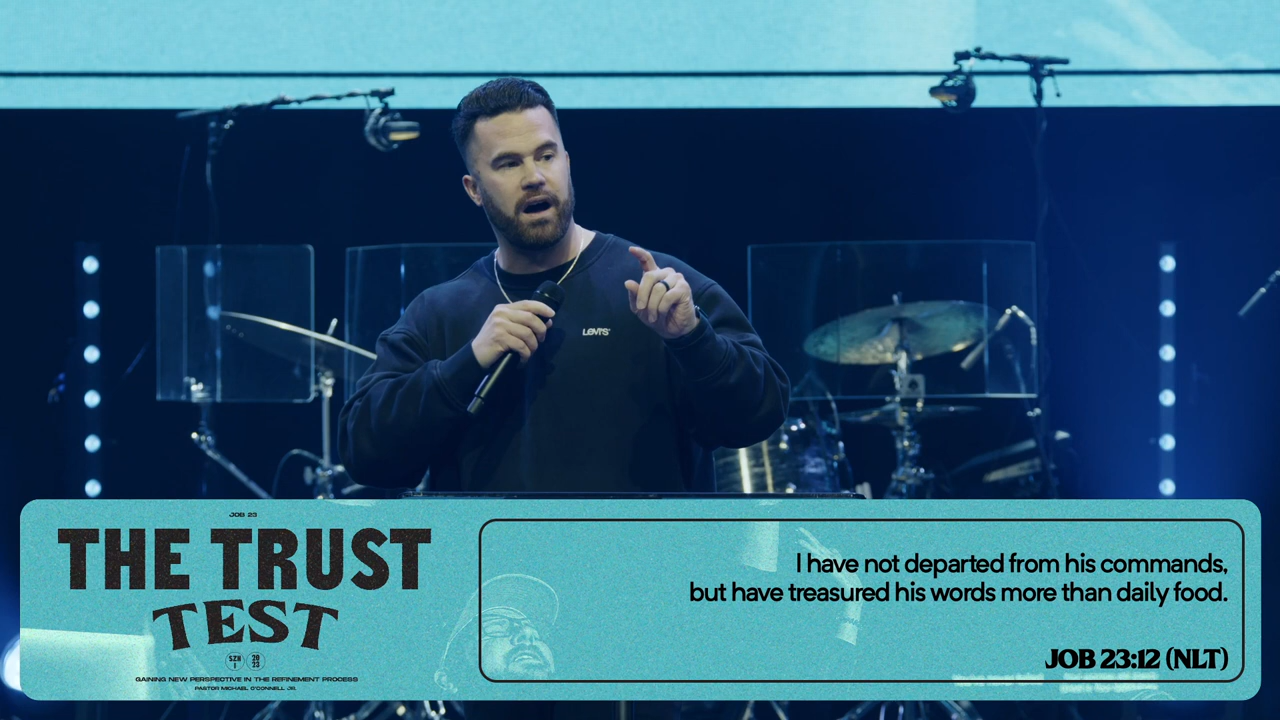 Levi's
JOB 23
THE TRUST
TEST
SZN
1
20
23
GAINING NEW PERSPECTIVE IN THE REFINEMENT PROCESS
PASTOR MICHAEL O'CONNELL JR.
I have not departed from his commands,
but have treasured his words more than daily food.
JOB 23:12 (NLT)